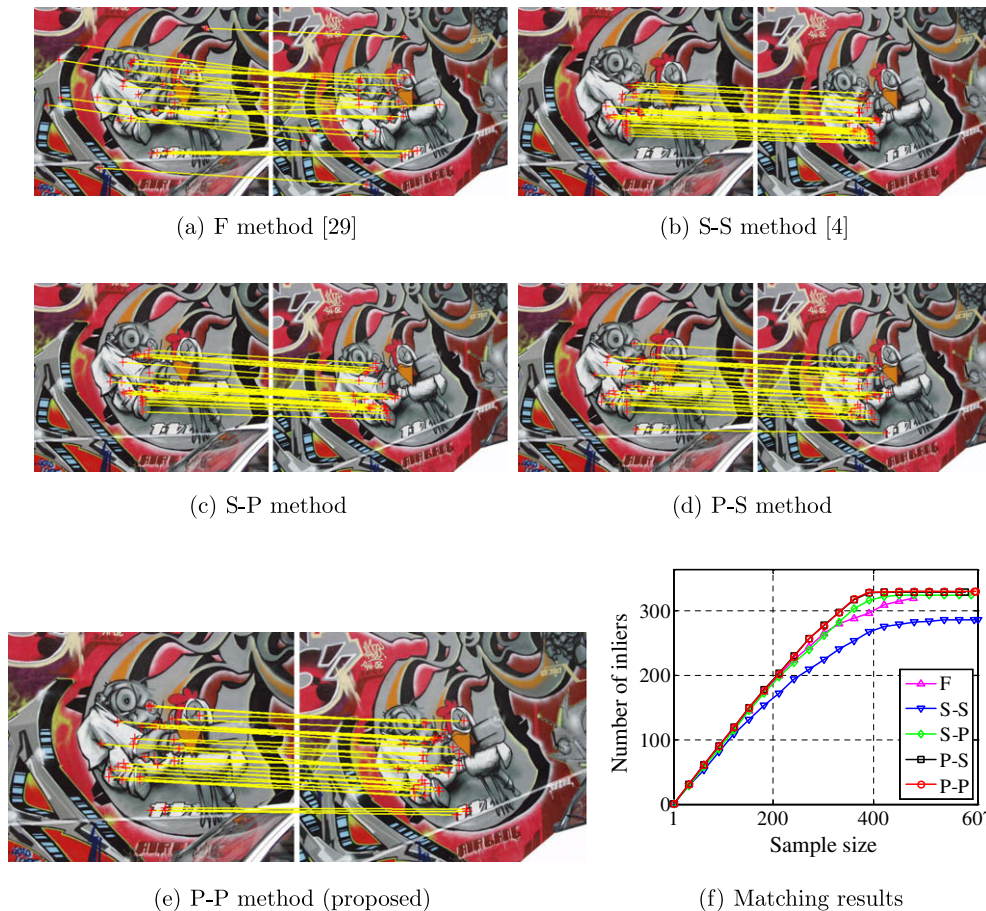 (a) F method [29]
(b) S-S method [4]
(c) S-P method
(d) P-S method
(e) P-P method (proposed)
300
200
100
0
1
200
400
60
Number of inliers
Sample size
F
S-S
S-P
P-S
P-P
(f) Matching results